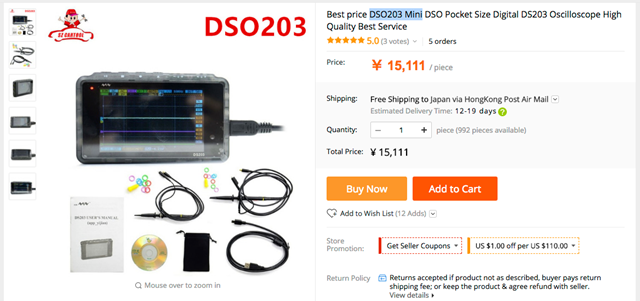 SZ CARTROL
DSO203
DS203 USER'S MANUAL
Mouse over to zoom in
Best price DSO203 Mini DSO Pocket Size Digital DS203 Oscilloscope High
Quality Best Service
5.0 (3 votes) 5 orders
Price: ¥ 15,111 / piece
Shipping: Free Shipping to Japan via HongKong Post Air Mail
Estimated Delivery Time: 12-19 days ?
Quantity: − 1 + piece (992 pieces available)
Total Price: ¥ 15,111
Buy Now Add to Cart
Add to Wish List (12 Adds)
Store
Promotion: Get Seller Coupons US $1.00 off per US $110.00
Return Policy Returns accepted if product not as described, buyer pays return
shipping fee; or keep the product & agree refund with seller.
View details